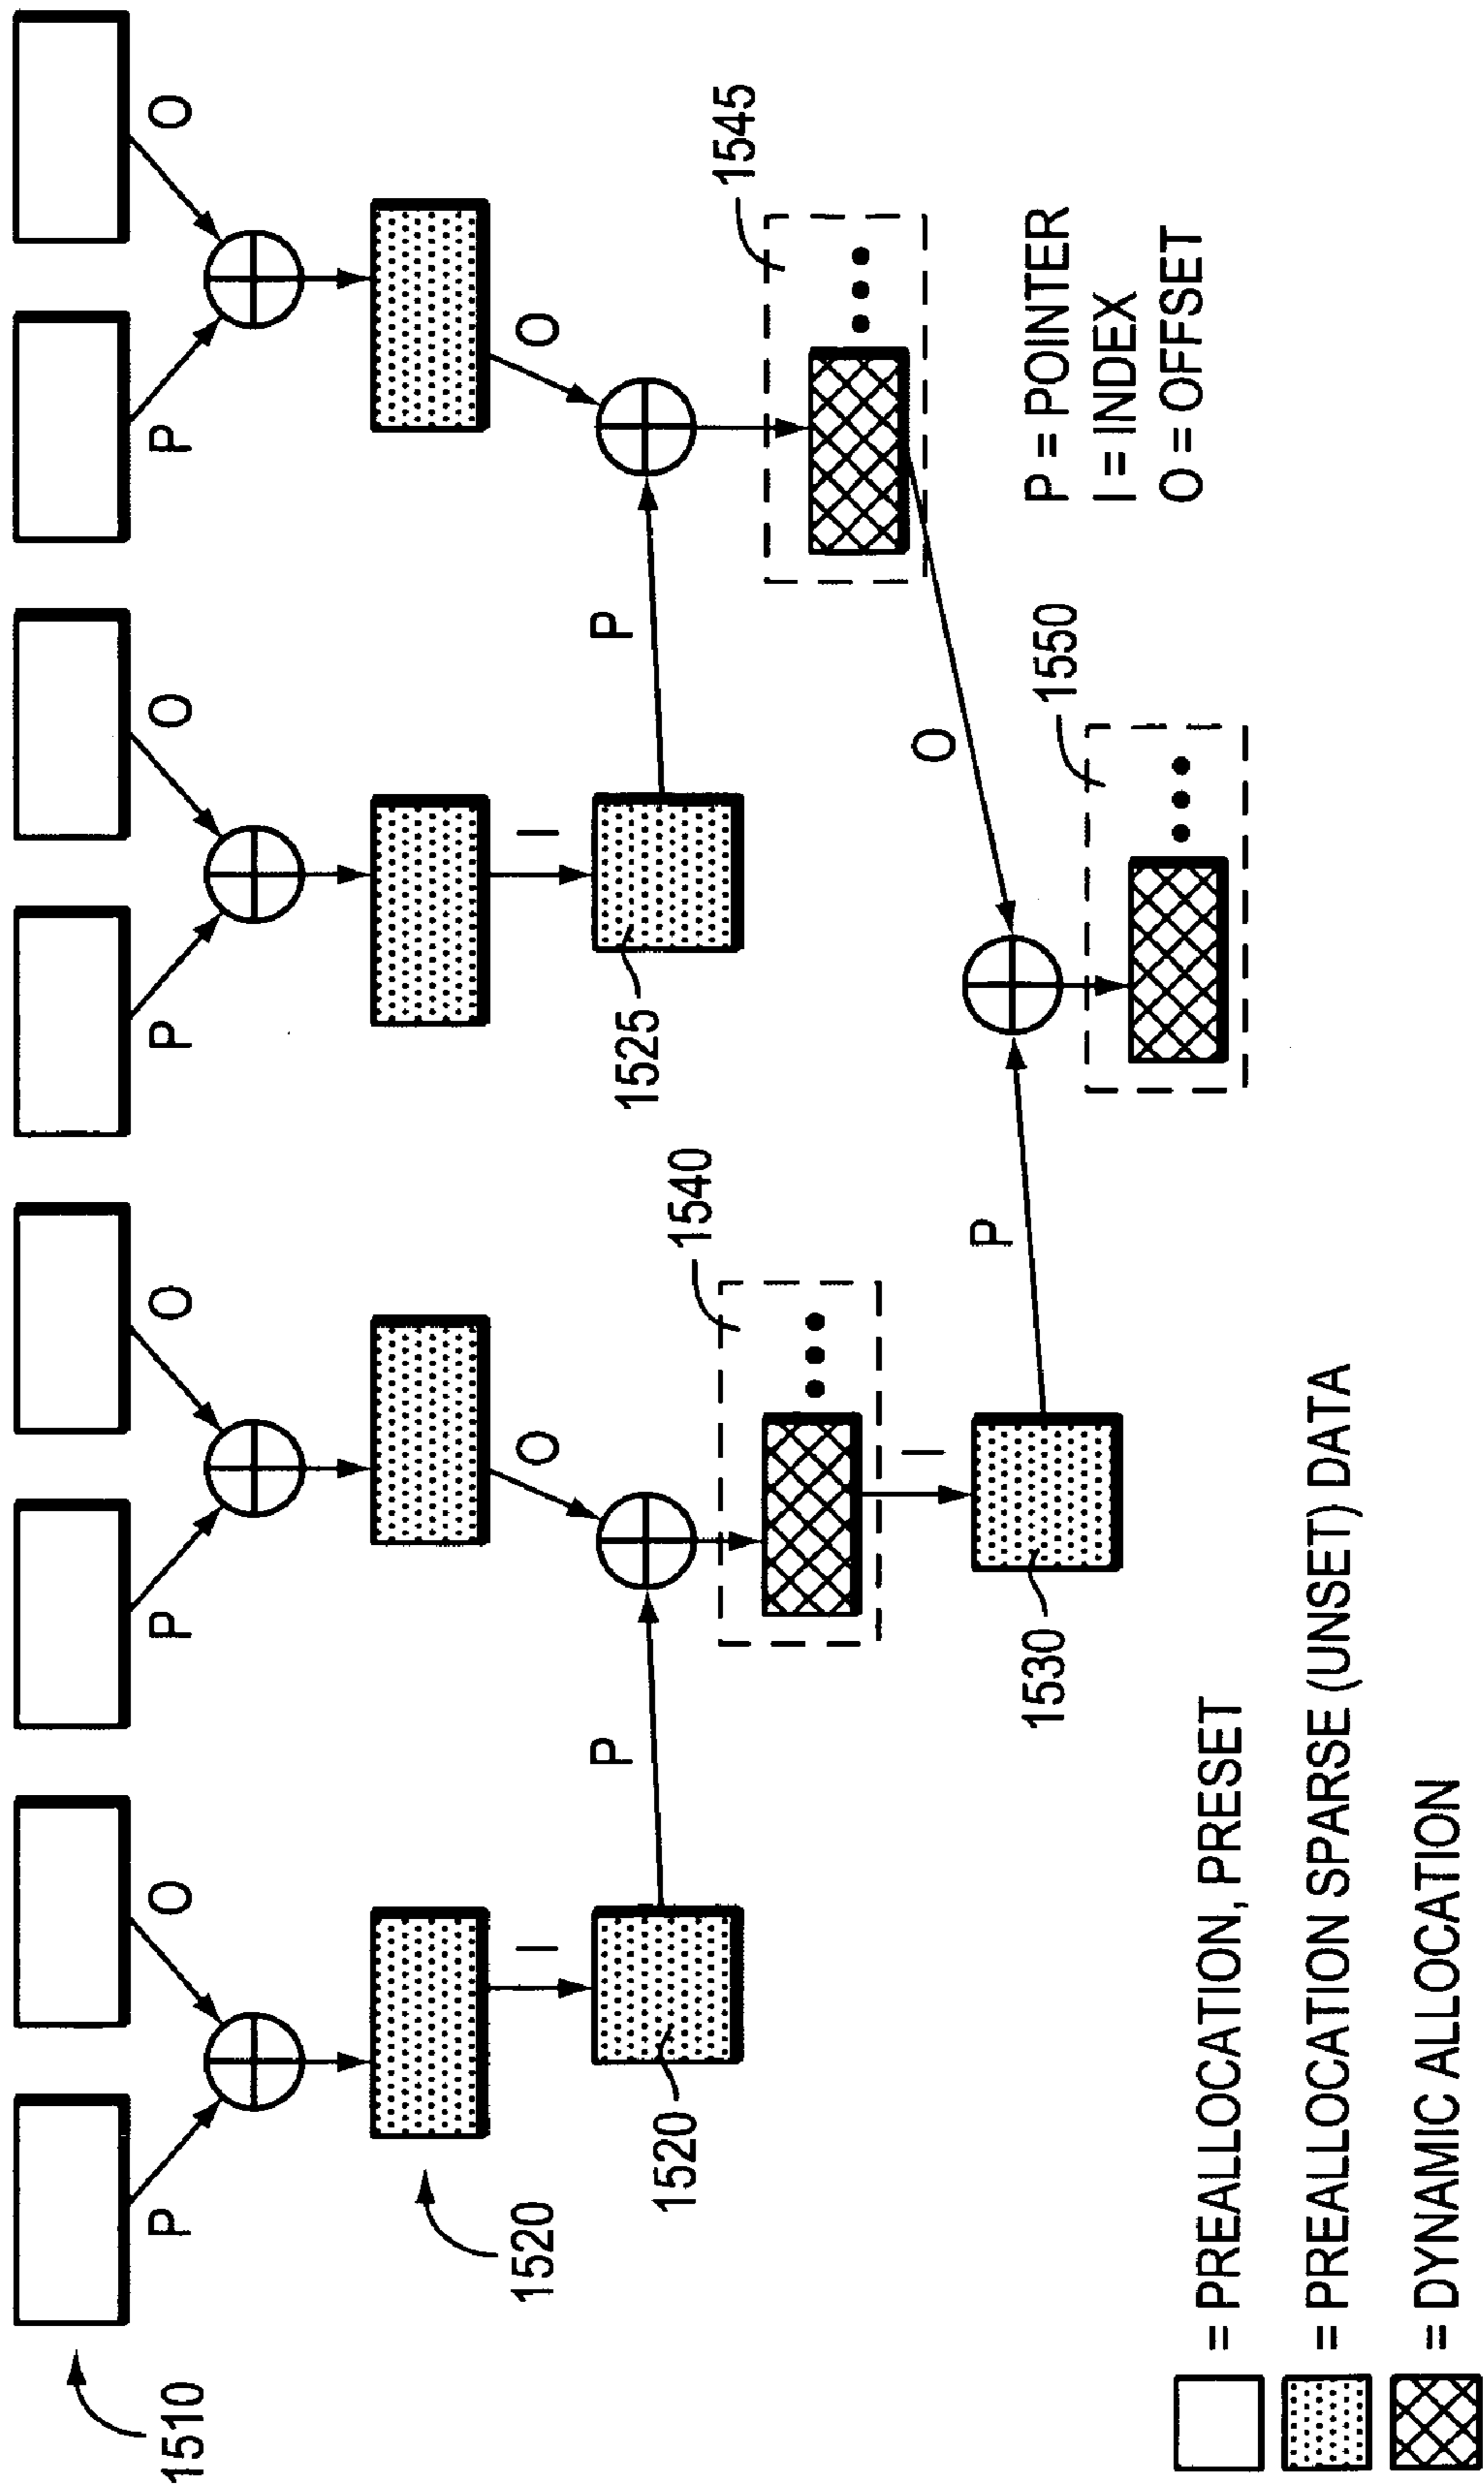 1510
P
O
P
O
P
O
P
O
1520
I
O
I
O
1520
P
1525
P
1540
1545
I
O
1530
P
1550
= PREALLOCATION, PRESET
= PREALLOCATION SPARSE (UNSET) DATA
= DYNAMIC ALLOCATION
P = POINTER
I = INDEX
O = OFFSET